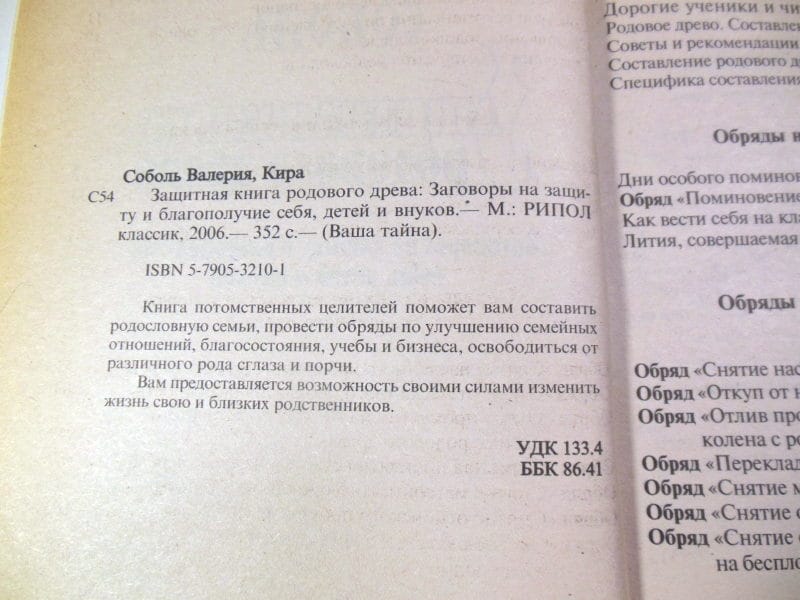 Соболь Валерия, Кира
С54 Защитная книга родового древа: Заговоры на защи-
ту и благополучие себя, детей и внуков.— М.: РИПОЛ
классик, 2006.— 352 с.— (Ваша тайна).
ISBN 5-7905-3210-1
Книга потомственных целителей поможет вам составить
родословную семьи, провести обряды по улучшению семейных
отношений, благосостояния, учебы и бизнеса, освободиться от
различного рода сглаза и порчи.
Вам предоставляется возможность своими силами изменить
жизнь свою и близких родственников.
УДК 133.4
ББК 86.41
Дорогие ученики и чи
Родовое древо. Составлен
Советы и рекомендации
Составление родового д
Специфика составления
Обряды
Дни особого поминов
Обряд «Поминовение
Как вести себя на кла
Лития, совершаемая
Обряды
Обряд «Снятие нас
Обряд «Откуп от н
Обряд «Отлив про
колена с ро
Обряд «Переклад
Обряд «Снятие м
Обряд «Снятие с
Обряд «Снятие
на беспло